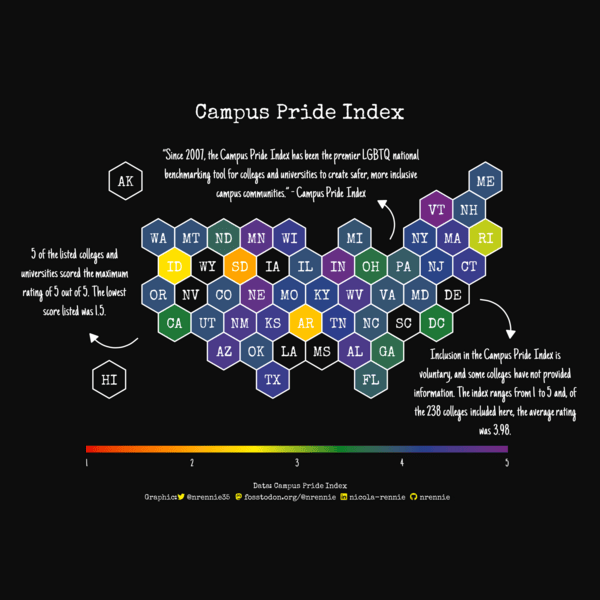 Campus Pride Index
"Since 2007, the Campus Pride Index has been the premier LGBTQ national
benchmarking tool for colleges and universities to create safer, more inclusive
campus communities." - Campus Pride Index
AK
ME
VT NH
WA MT ND MN WI MI NY MA RI
5 of the listed colleges and
universities scored the maximum
rating of 5 out of 5. The lowest
score listed was 1.5.
ID WY SD IA IL IN OH PA NJ CT
OR NV CO NE MO KY WV VA MD DE
CA UT NM KS AR TN NC SC DC
AZ OK LA MS AL GA
HI
TX FL
Inclusion in the Campus Pride Index is
voluntary, and some colleges have not provided
information. The index ranges from 1 to 5 and, of
the 238 colleges included here, the average rating
was 3.98.
1 2 3 4 5
Data: Campus Pride Index
Graphic: @nrennie35 fosstodon.org/@nrennie nicola-rennie nrennie